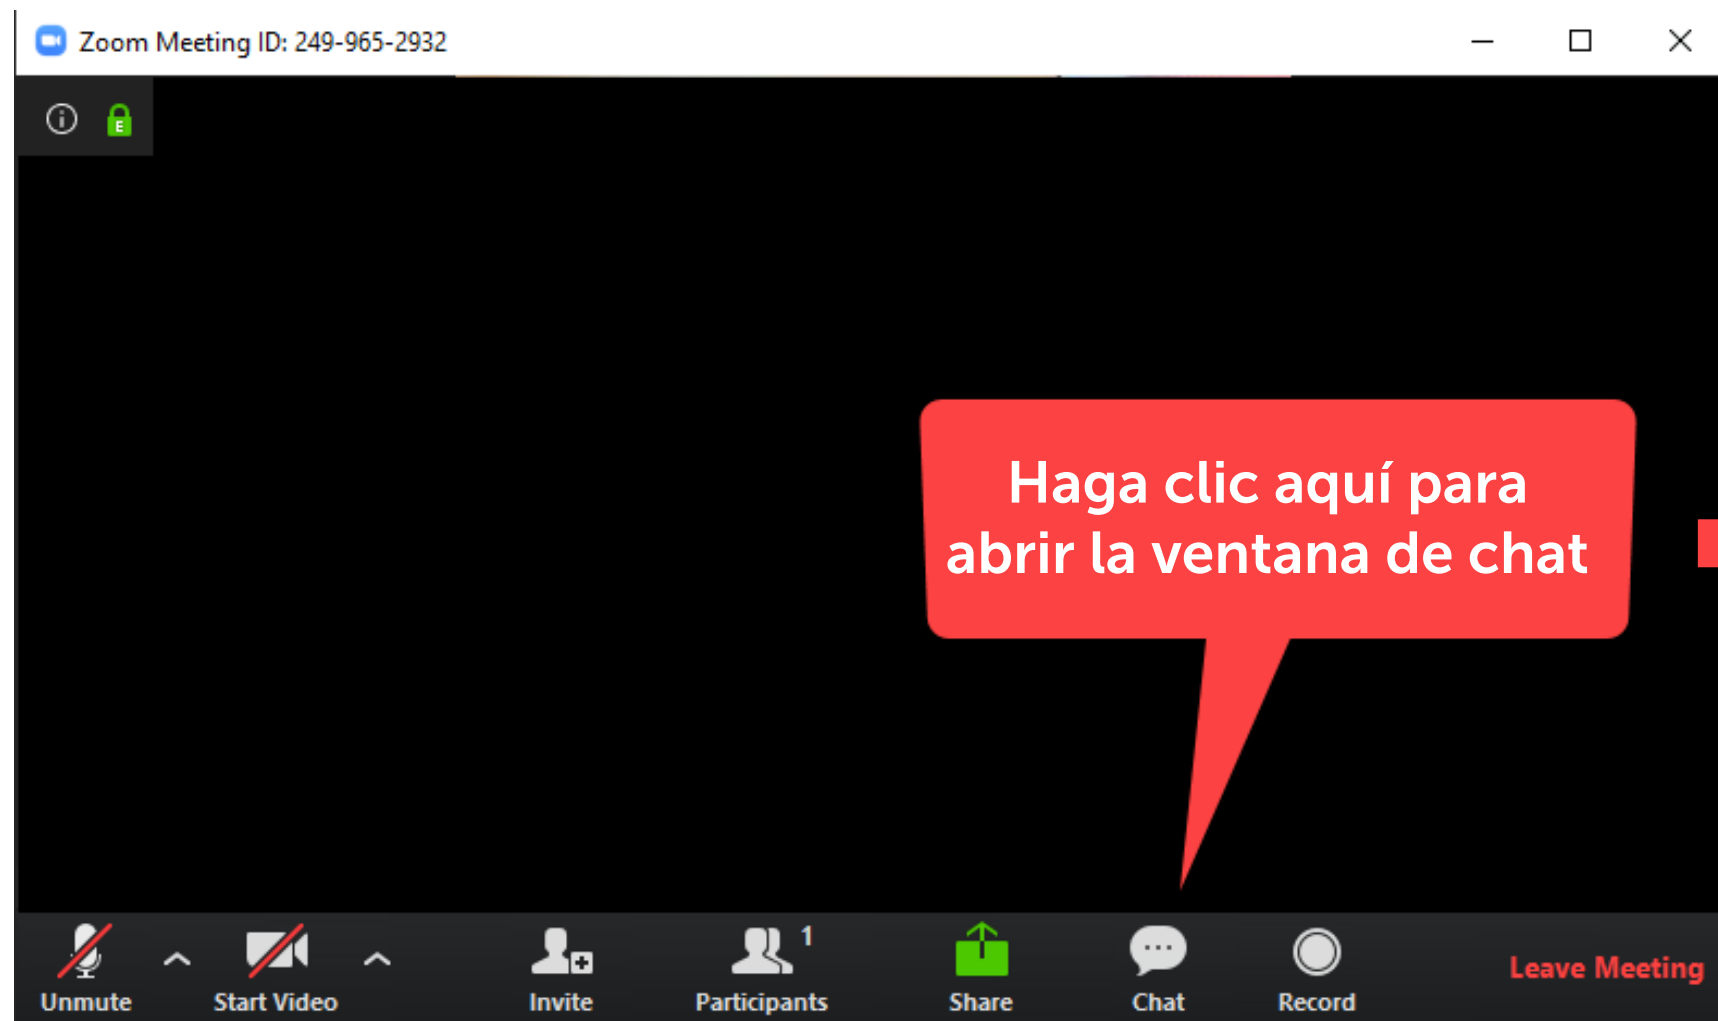 Zoom Meeting ID: 249-965-2932
E
Haga clic aquí para
abrir la ventana de chat
1
Unmute
Start Video
Invite
Participants
Share
Chat
Record
Leave Meeting